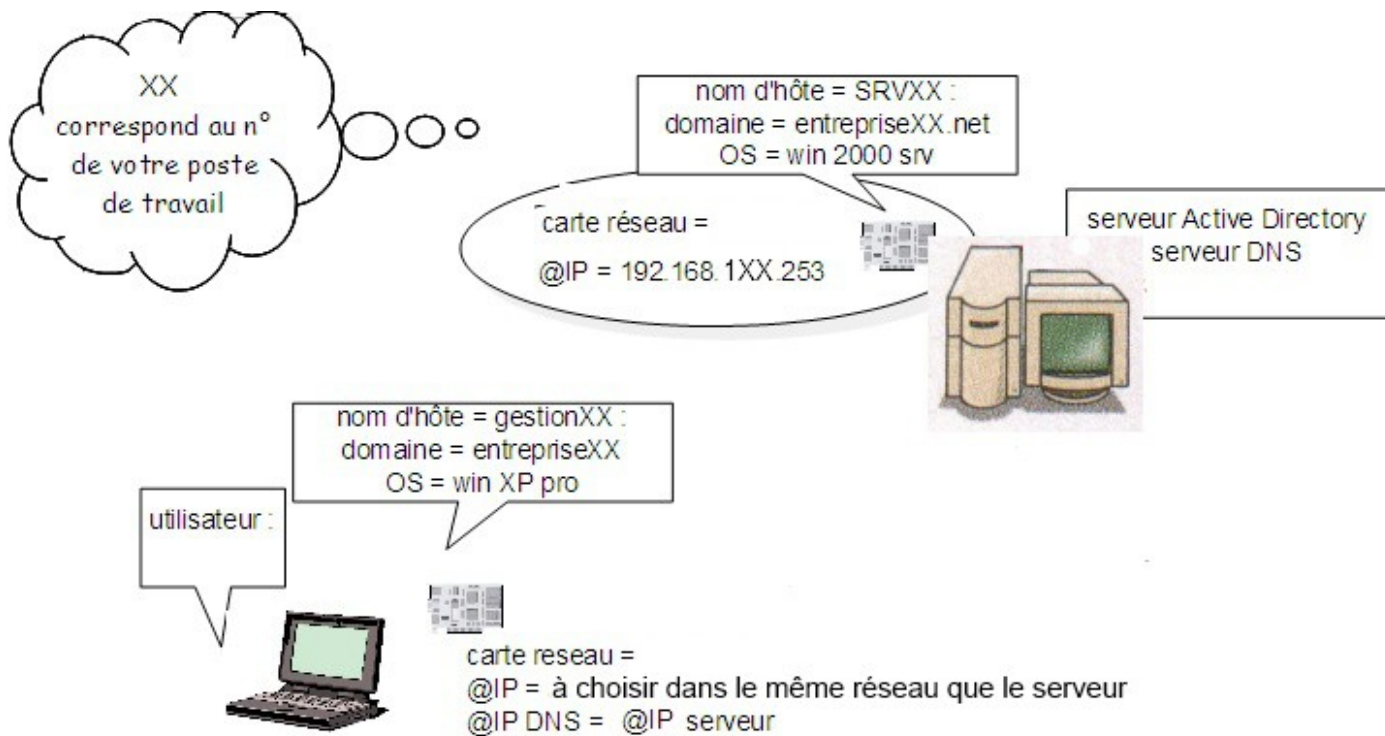 XX
correspond au n°
de votre poste
de travail
nom d'hôte = SRVXX :
domaine = entrepriseXX.net
OS = win 2000 srv
carte réseau =
@IP = 192.168.1XX.253
serveur Active Directory
serveur DNS
nom d'hôte = gestionXX :
domaine = entrepriseXX
OS = win XP pro
utilisateur :
carte reseau =
@IP = à choisir dans le même réseau que le serveur
@IP DNS = @IP serveur